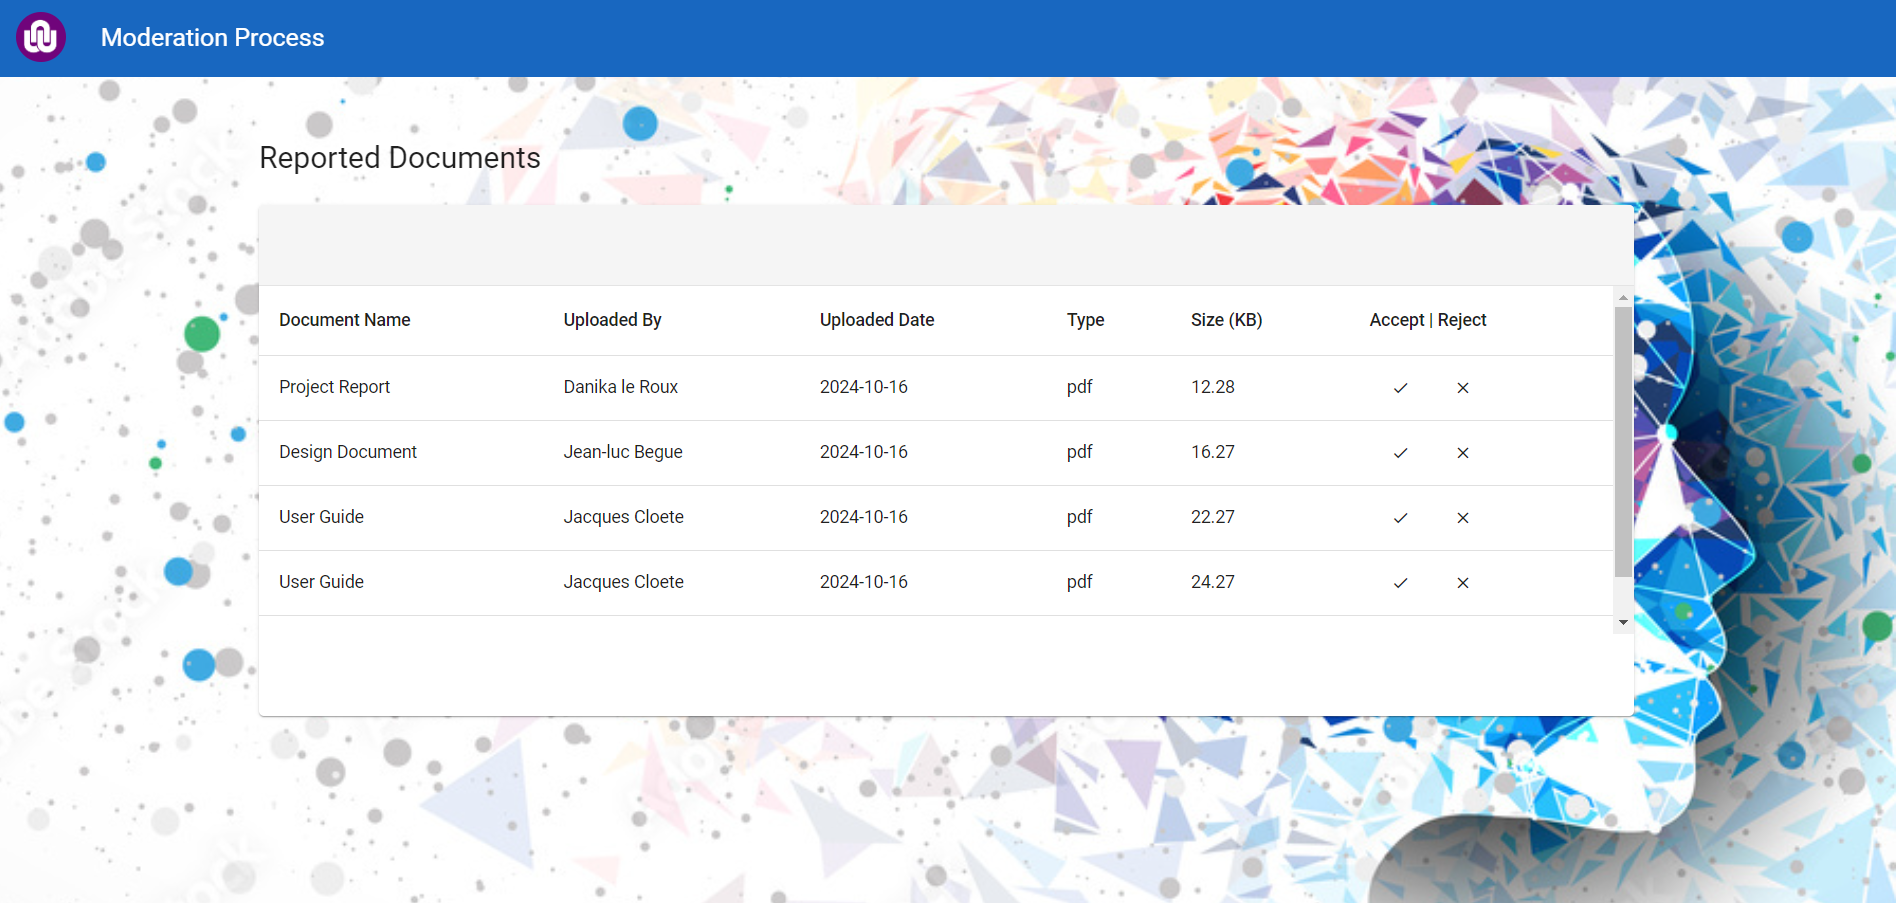 Moderation Process
Reported Documents
Document Name Uploaded By Uploaded Date Type Size (KB) Accept | Reject
Project Report Danika le Roux 2024-10-16 pdf 12.28
Design Document Jean-luc Begue 2024-10-16 pdf 16.27
User Guide Jacques Cloete 2024-10-16 pdf 22.27
User Guide Jacques Cloete 2024-10-16 pdf 24.27